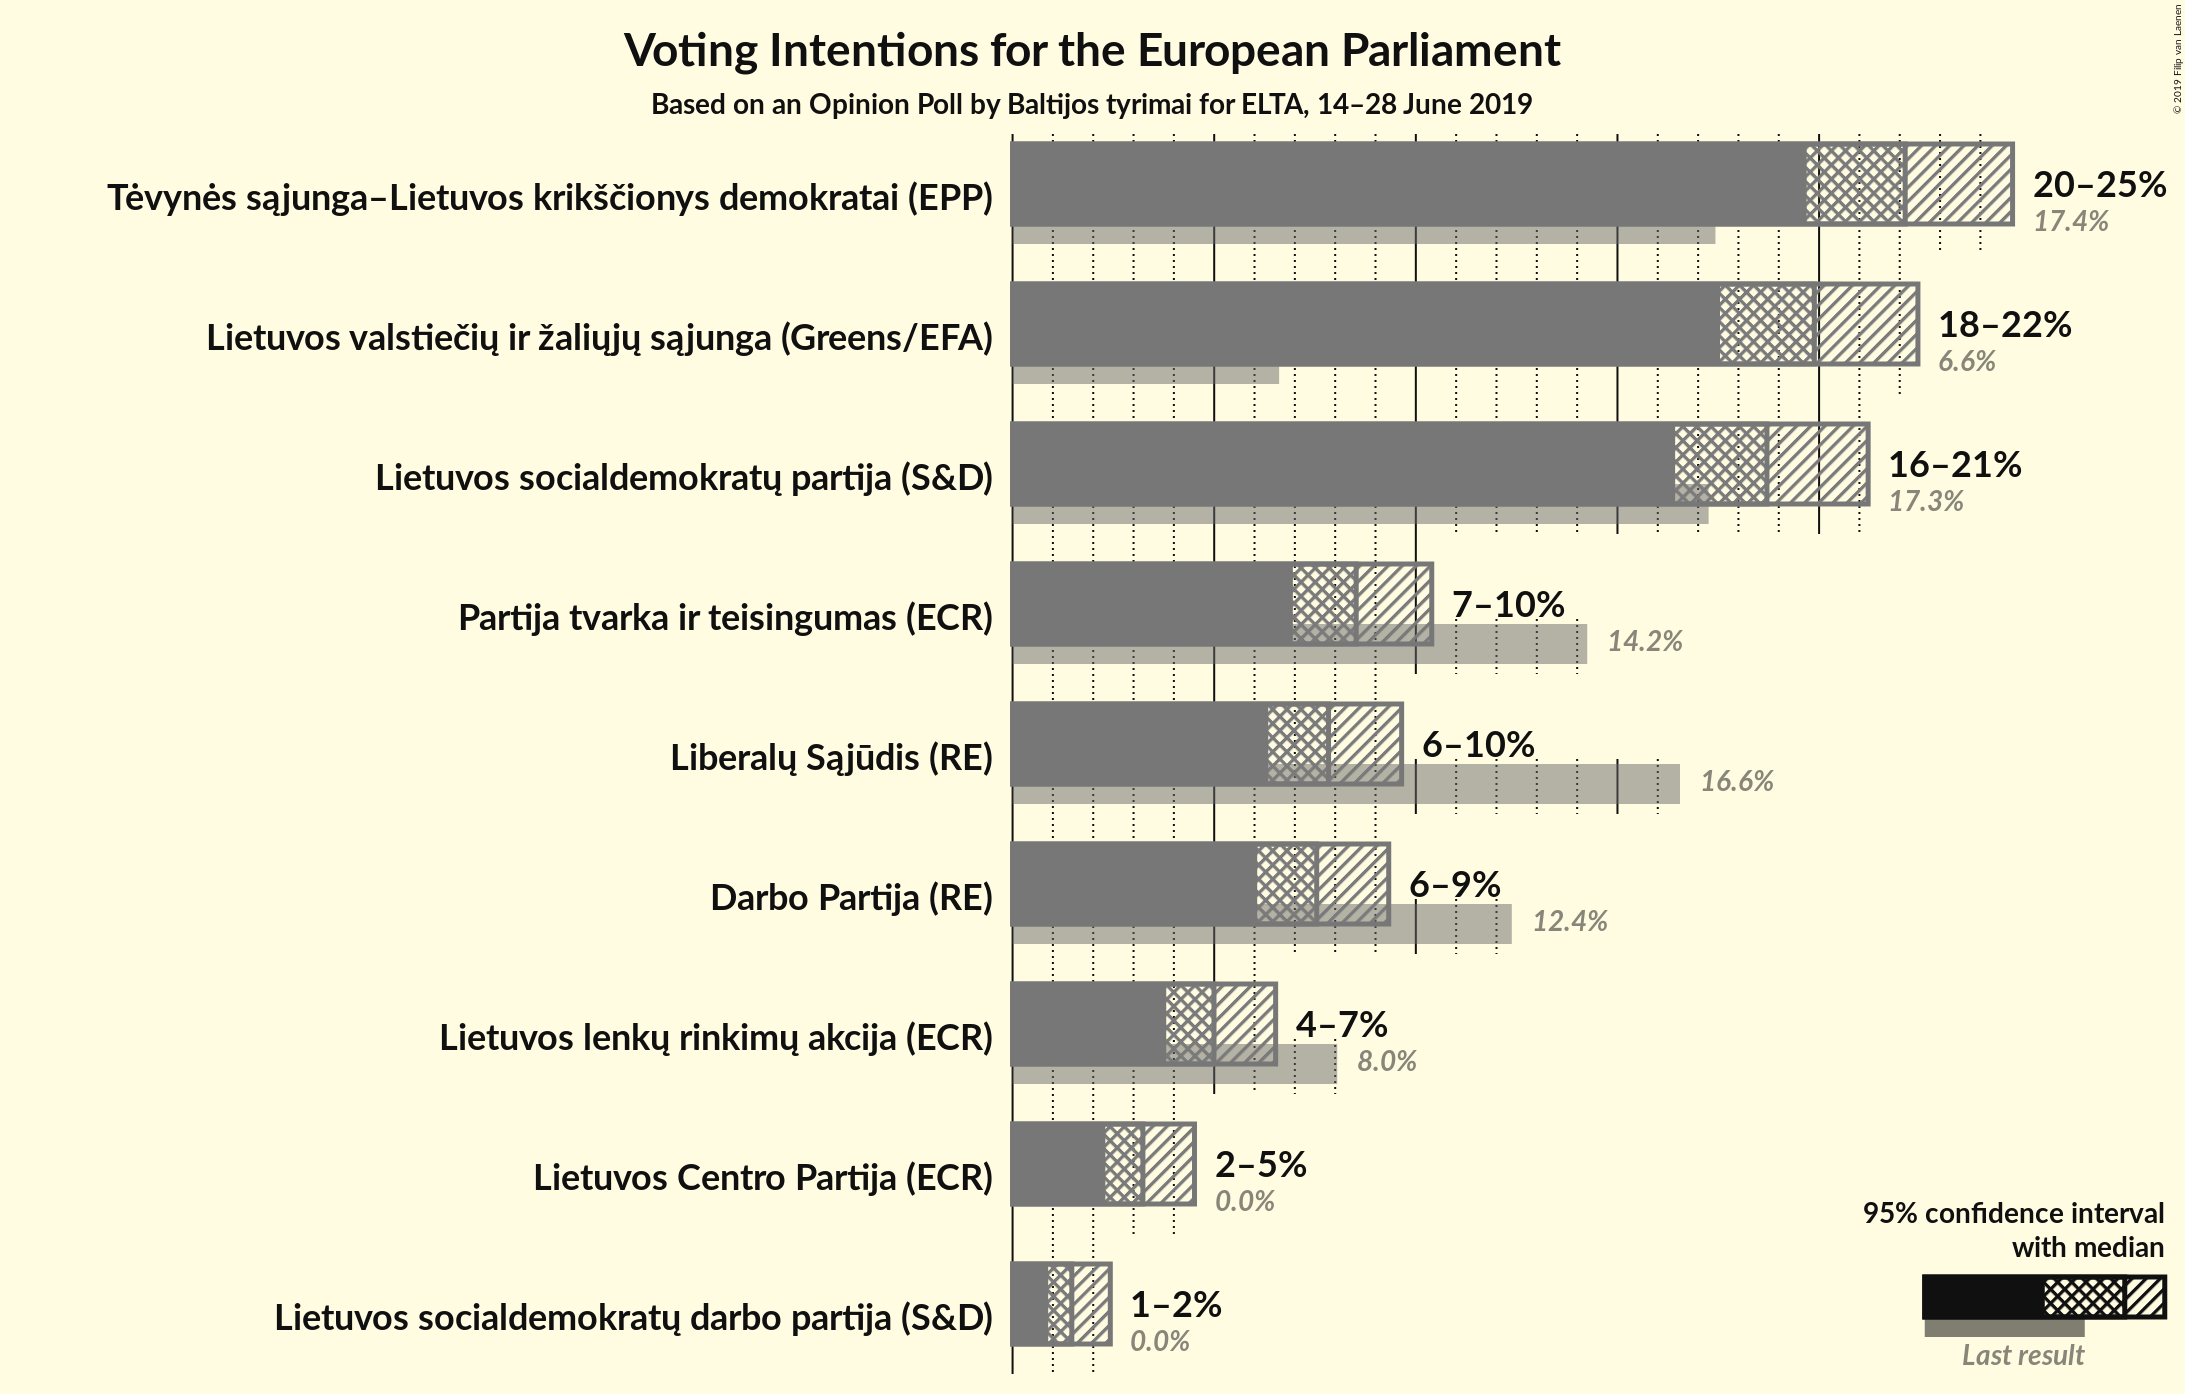 Voting Intentions for the European Parliament
Based on an Opinion Poll by Baltijos tyrimai for ELTA, 14–28 June 2019
© 2019 Filip van Laenen
Tėvynės sąjunga–Lietuvos krikščionys demokratai (EPP)
20–25%
17.4%
Lietuvos valstiečių ir žaliųjų sąjunga (Greens/EFA)
18–22%
6.6%
Lietuvos socialdemokratų partija (S&D)
16–21%
17.3%
Partija tvarka ir teisingumas (ECR)
7–10%
14.2%
Liberalų Sąjūdis (RE)
6–10%
16.6%
Darbo Partija (RE)
6–9%
12.4%
Lietuvos lenkų rinkimų akcija (ECR)
4–7%
8.0%
Lietuvos Centro Partija (ECR)
2–5%
0.0%
Lietuvos socialdemokratų darbo partija (S&D)
1–2%
0.0%
95% confidence interval
with median
Last result